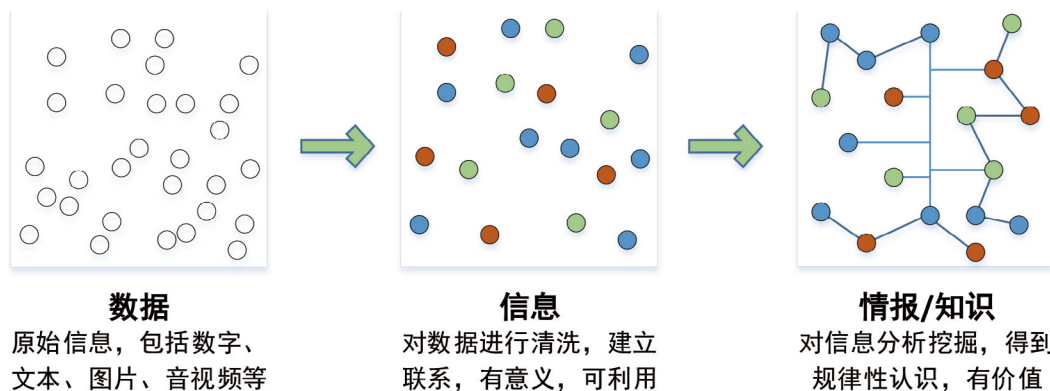 数据
原始信息，包括数字、
文本、图片、音视频等
信息
对数据进行清洗，建立
联系，有意义，可利用
情报/知识
对信息分析挖掘，得到
规律性认识，有价值